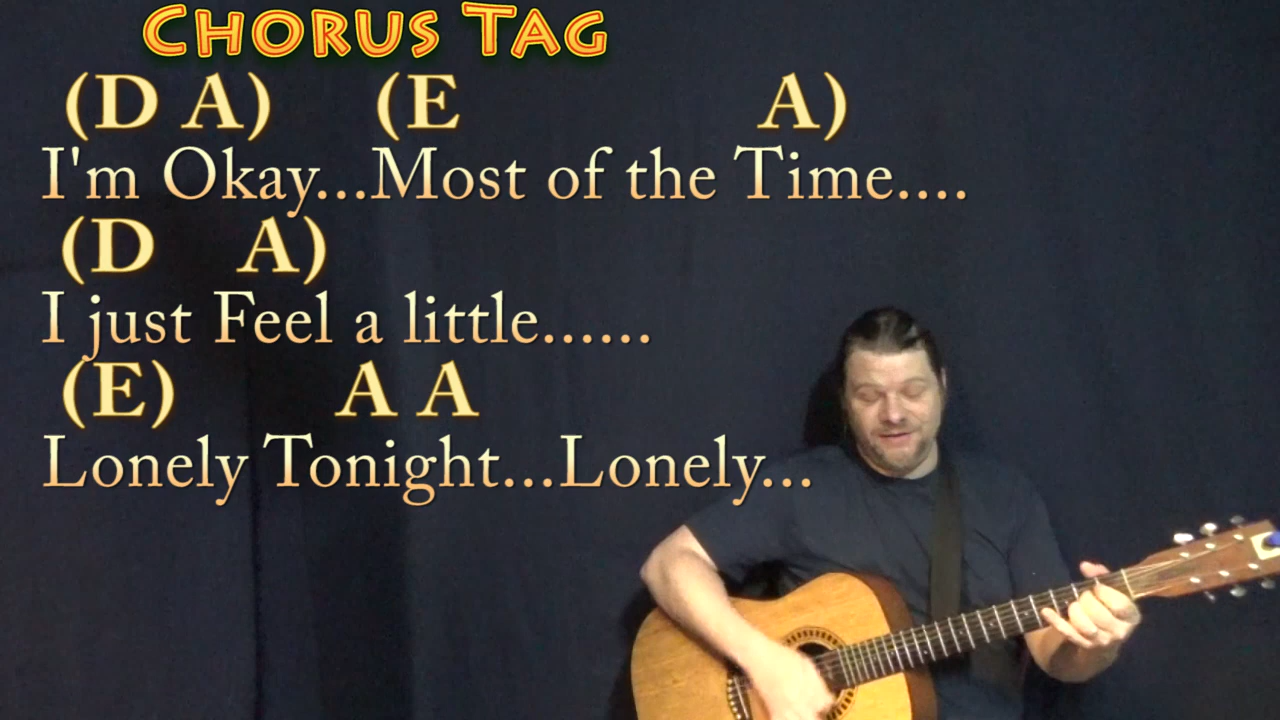 CHORUS TAG
(D A) (E A)
I'm Okay...Most of the Time....
(D A)
I just Feel a little......
(E) A A
Lonely Tonight...Lonely...